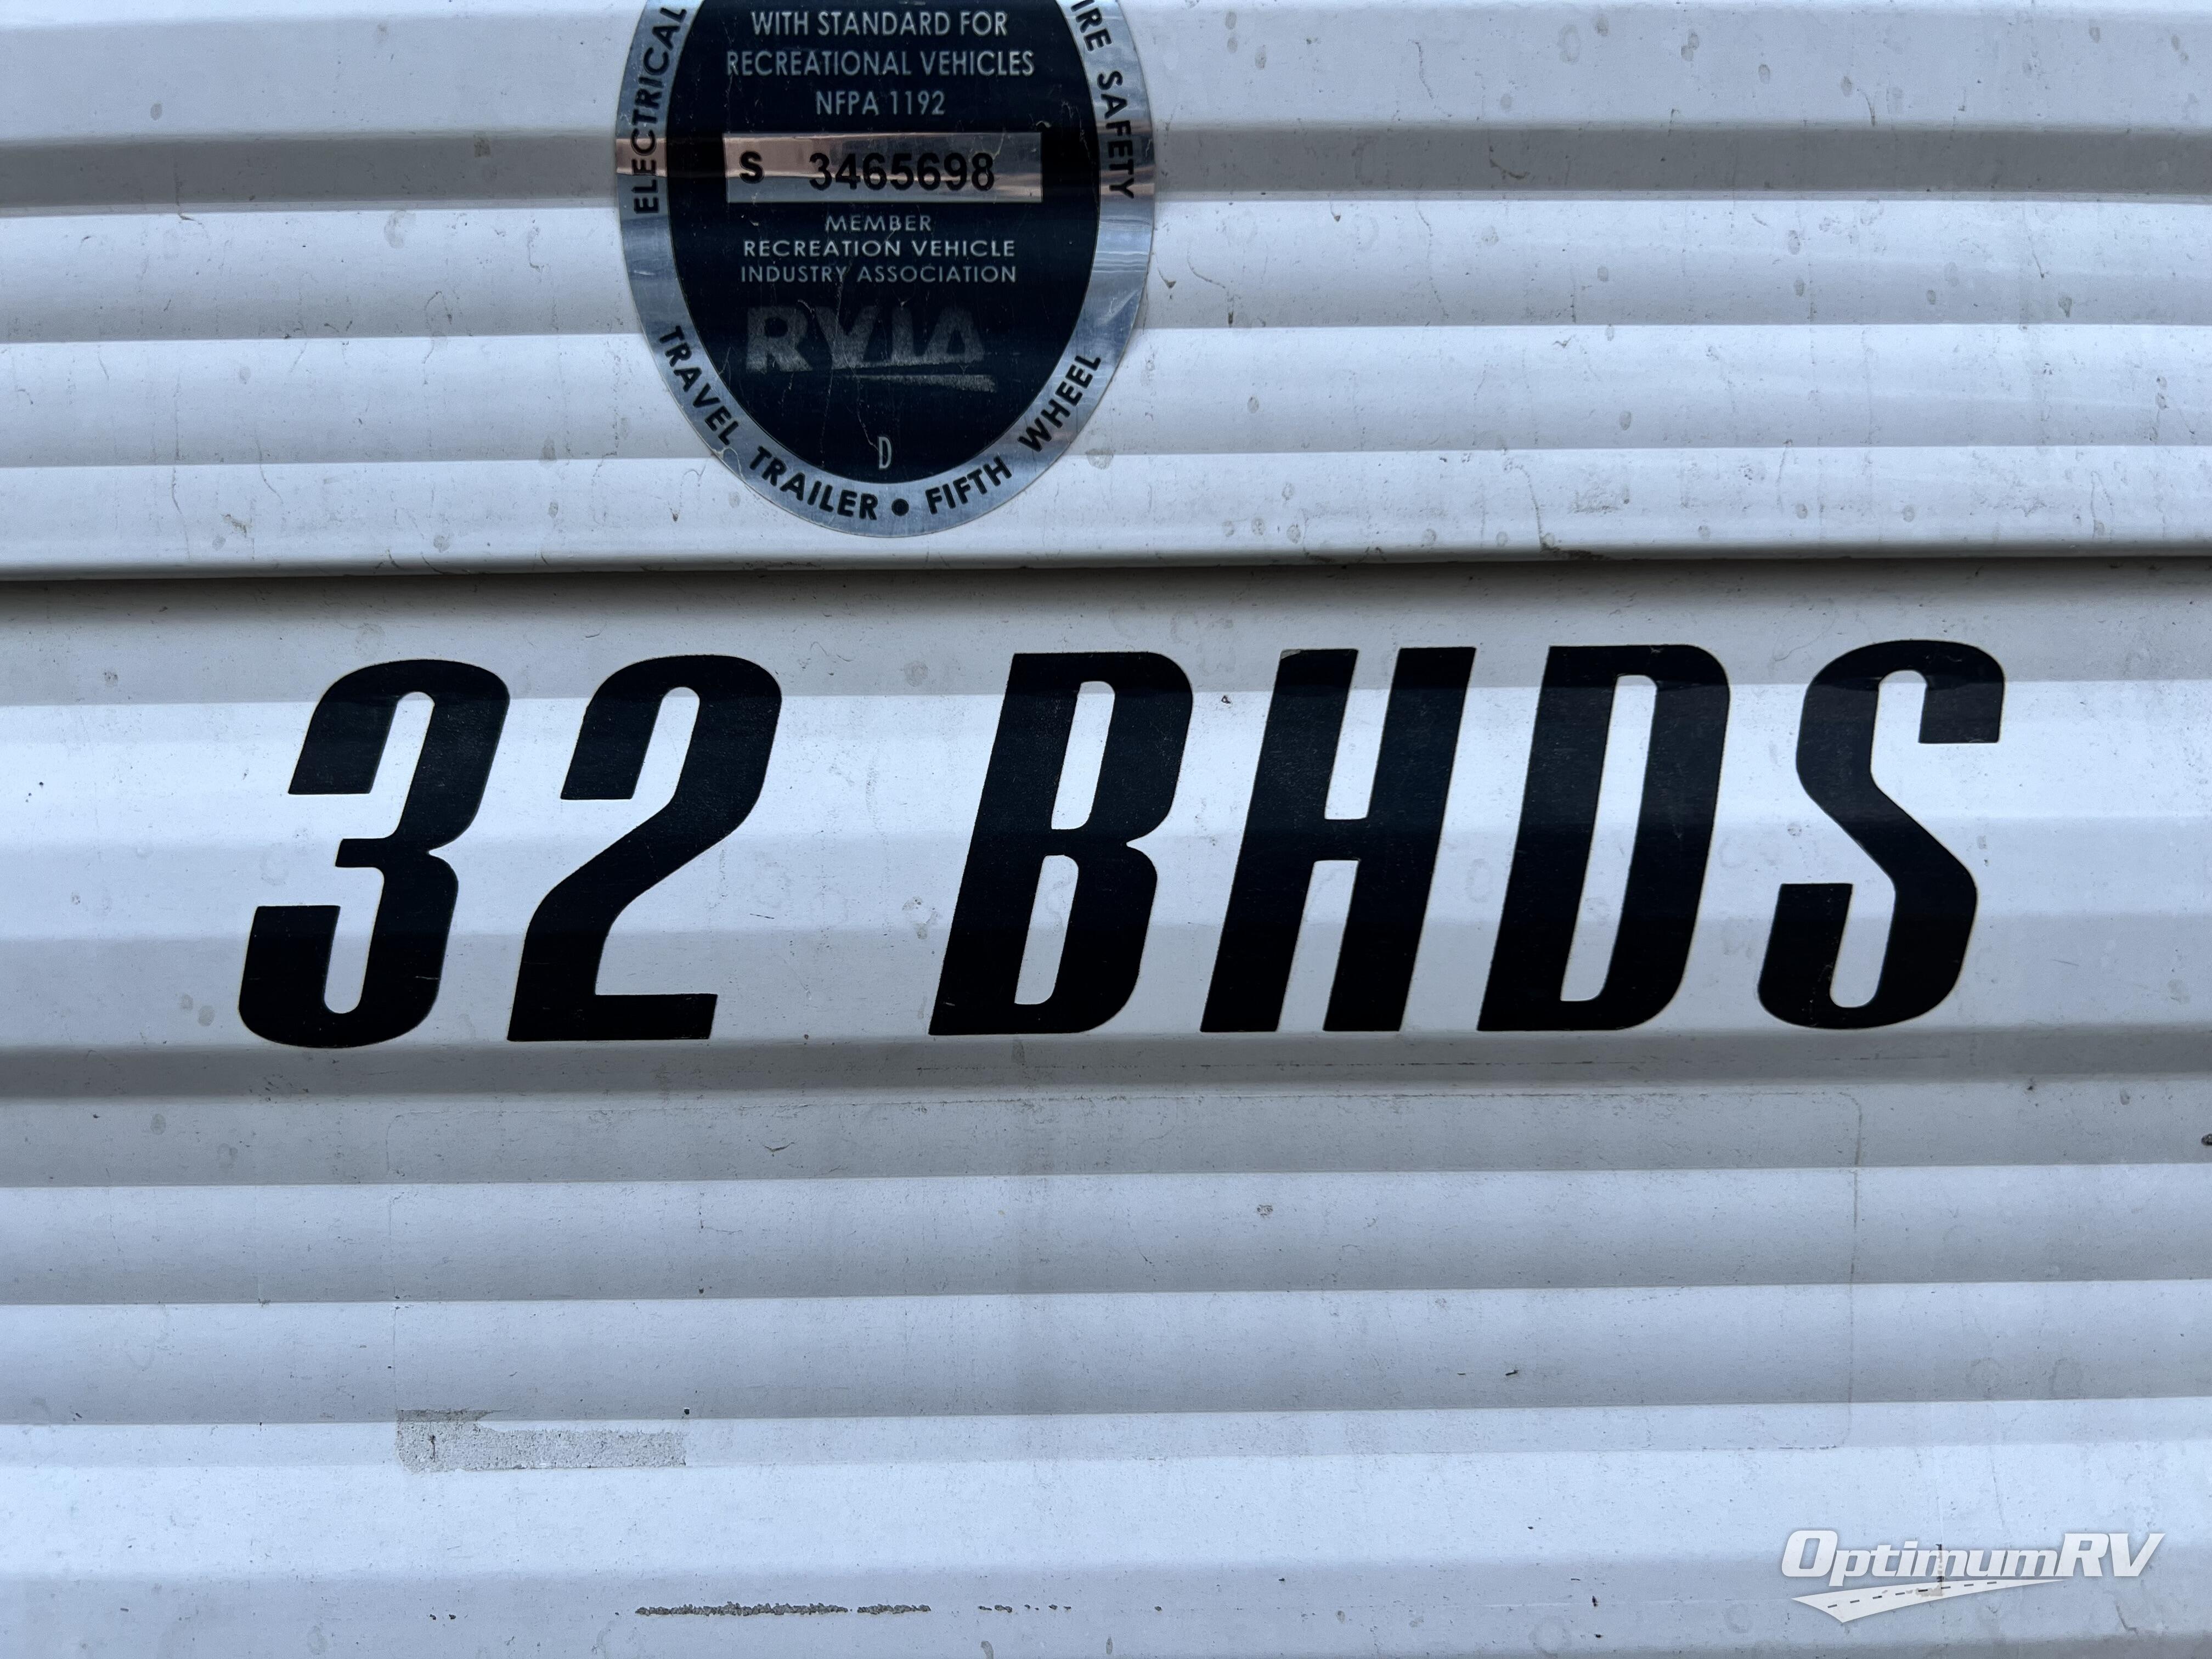 WITH STANDARD FOR
RECREATIONAL VEHICLES
NFPA 1192
ELECTRICAL
IRE SAFETY
S 3465698
MEMBER
RECREATION VEHICLE
INDUSTRY ASSOCIATION
RVIA
D
TRAVEL TRAILER • FIFTH WHEEL
32 BHDS
OptimumRV